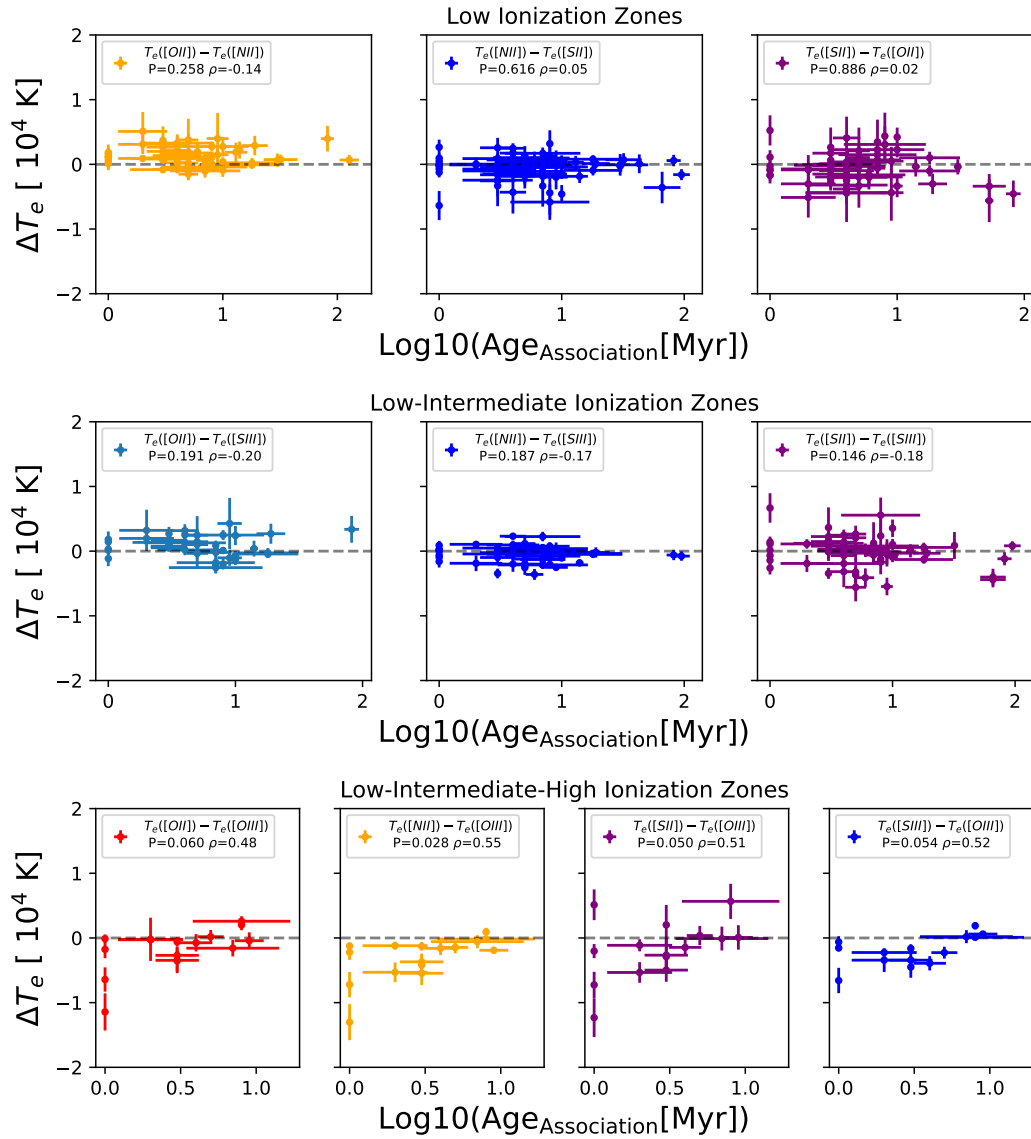 Low Ionization Zones
T_e([OII]) − T_e([NII])
P=0.258 ρ=-0.14
T_e([NII]) − T_e([SII])
P=0.616 ρ=0.05
T_e([SII]) − T_e([OII])
P=0.886 ρ=0.02
ΔT_e [ 10^4 K]
2
1
0
−1
−2
0 1 2
0 1 2
0 1 2
Log10(Age_Association[Myr])
Low-Intermediate Ionization Zones
T_e([OII]) − T_e([SIII])
P=0.191 ρ=-0.20
T_e([NII]) − T_e([SIII])
P=0.187 ρ=-0.17
T_e([SII]) − T_e([SIII])
P=0.146 ρ=-0.18
ΔT_e [ 10^4 K]
2
1
0
−1
−2
0 1 2
0 1 2
0 1 2
Log10(Age_Association[Myr])
Low-Intermediate-High Ionization Zones
T_e([OII]) − T_e([OIII])
P=0.060 ρ=0.48
T_e([NII]) − T_e([OIII])
P=0.028 ρ=0.55
T_e([SII]) − T_e([OIII])
P=0.050 ρ=0.51
T_e([SIII]) − T_e([OIII])
P=0.054 ρ=0.52
ΔT_e [ 10^4 K]
2
1
0
−1
−2
0.0 0.5 1.0
0.0 0.5 1.0
0.0 0.5 1.0
0.0 0.5 1.0
Log10(Age_Association[Myr])